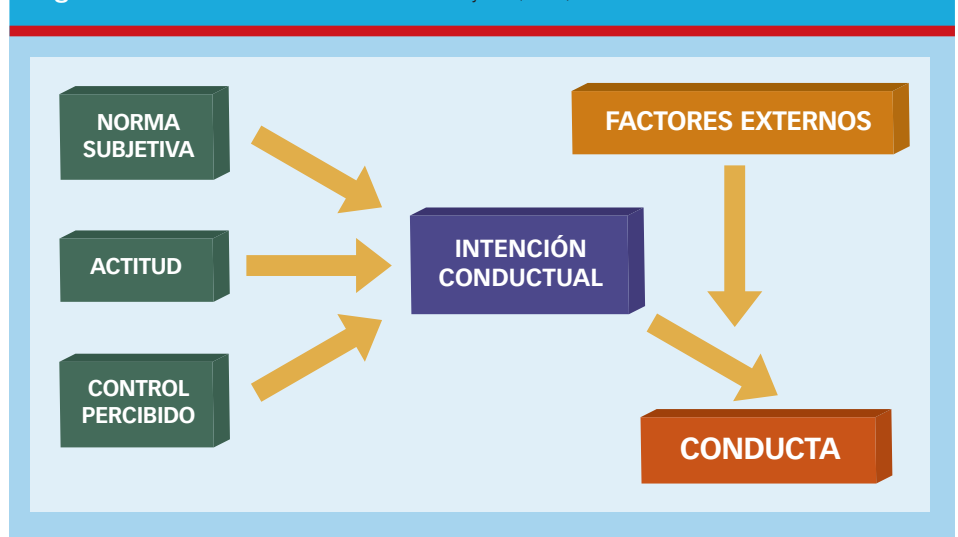 NORMA
SUBJETIVA
FACTORES EXTERNOS
ACTITUD
INTENCIÓN
CONDUCTUAL
CONTROL
PERCIBIDO
CONDUCTA